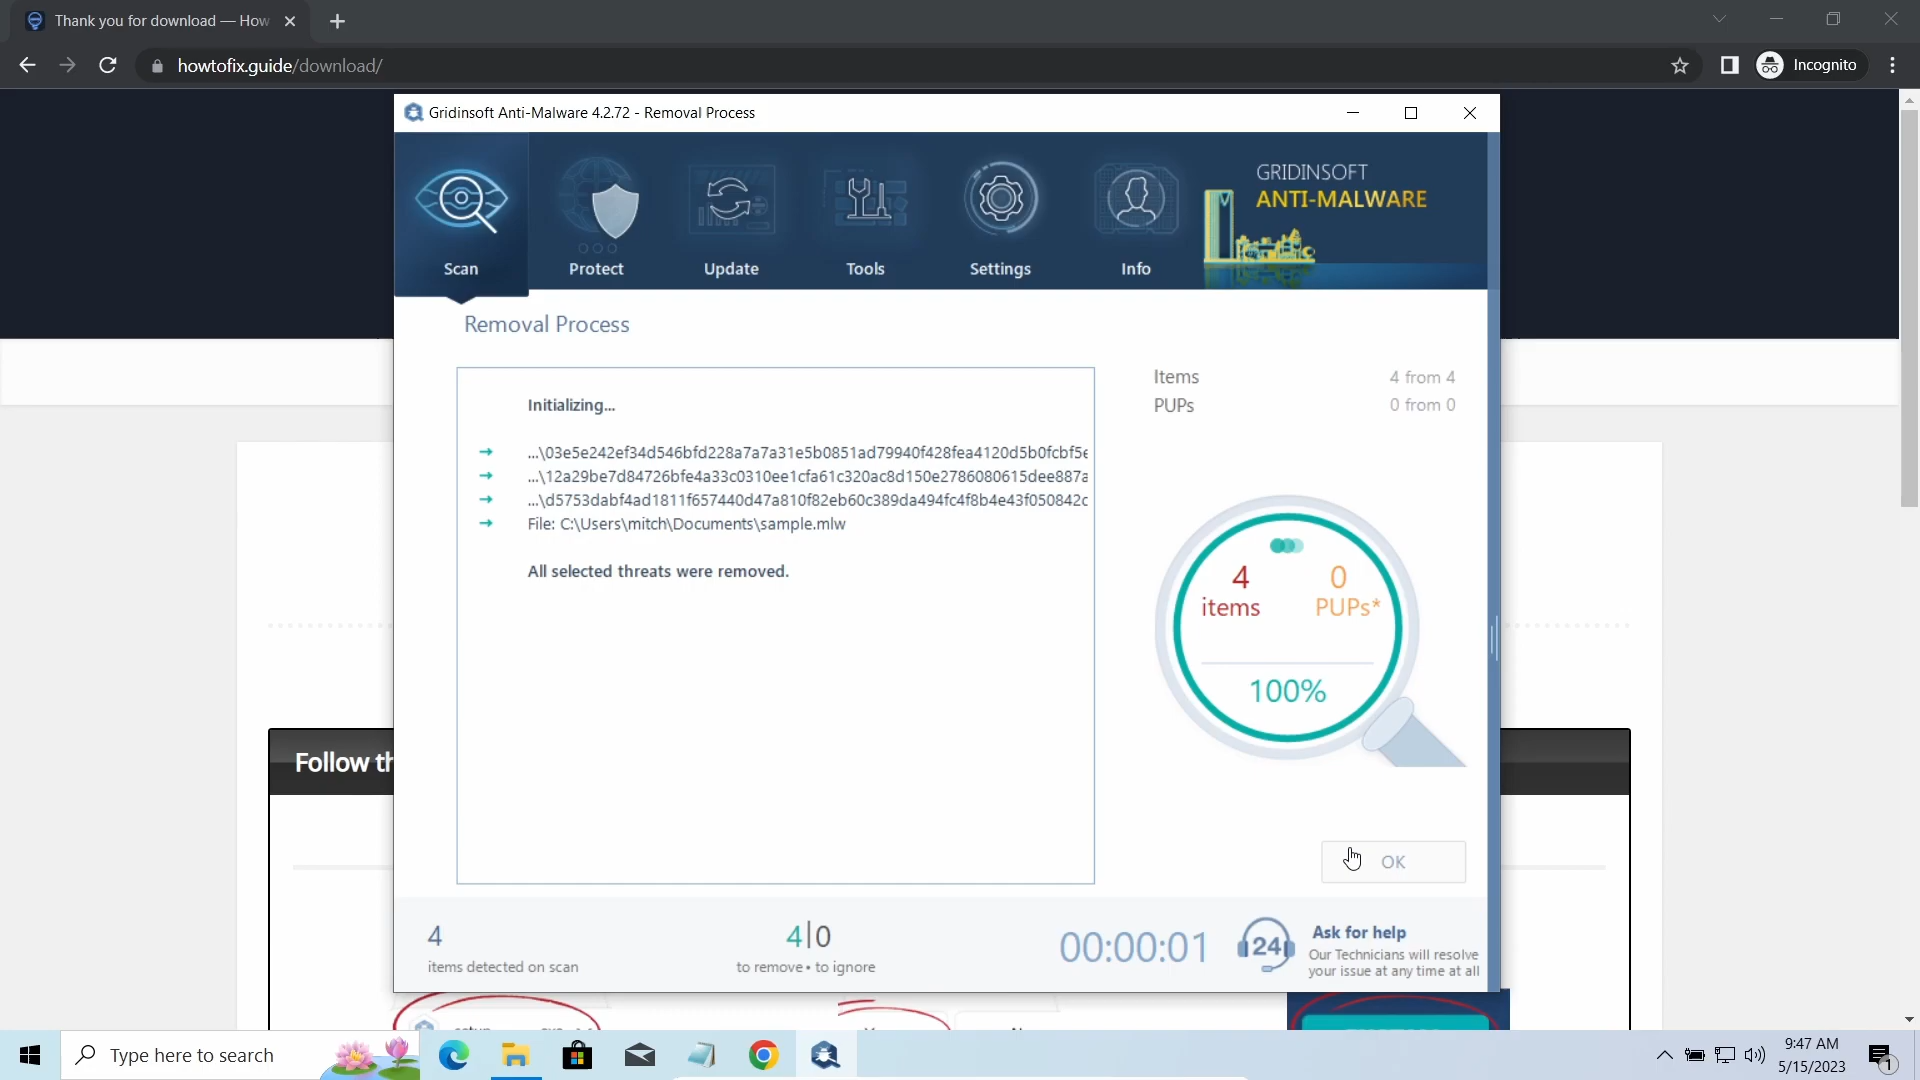 Thank you for download — How
howtofix.guide/download/
Incognito
Gridinsoft Anti-Malware 4.2.72 - Removal Process
Scan
Protect
Update
Tools
Settings
Info
GRIDINSOFT
ANTI-MALWARE
Removal Process
Initializing...
...\03e5e242ef34d546bfd228a7a7a31e5b0851ad79940f428fea4120d5b0fcbf5e
...\12a29be7d84726bfe4a33c0310ee1cfa61c320ac8d150e2786080615dee887a
...\d5753dabf4ad1811f657440d47a810f82eb60c389da494fc4f8b4e43f050842c
File: C:\Users\mitch\Documents\sample.mlw
All selected threats were removed.
Items 4 from 4
PUPs 0 from 0
4 0
items PUPs*
100%
OK
Follow th
4
items detected on scan
4|0
to remove • to ignore
00:00:01
24
Ask for help
Our Technicians will resolve
your issue at any time at all
Type here to search
9:47 AM
5/15/2023
1